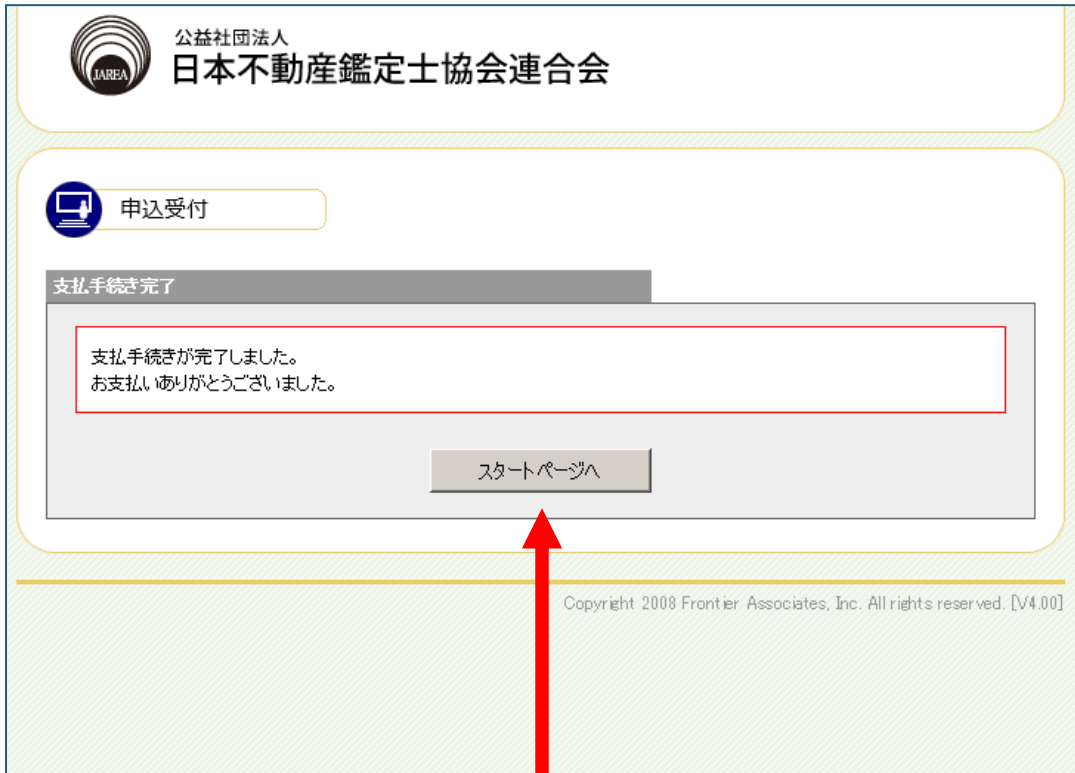 公益社団法人
JAREA
日本不動産鑑定士協会連合会
申込受付
支払手続き完了
支払手続きが完了しました。
お支払いありがとうございました。
スタートページへ
Copyright 2008 Frontier Associates, Inc. All rights reserved. [V4.00]